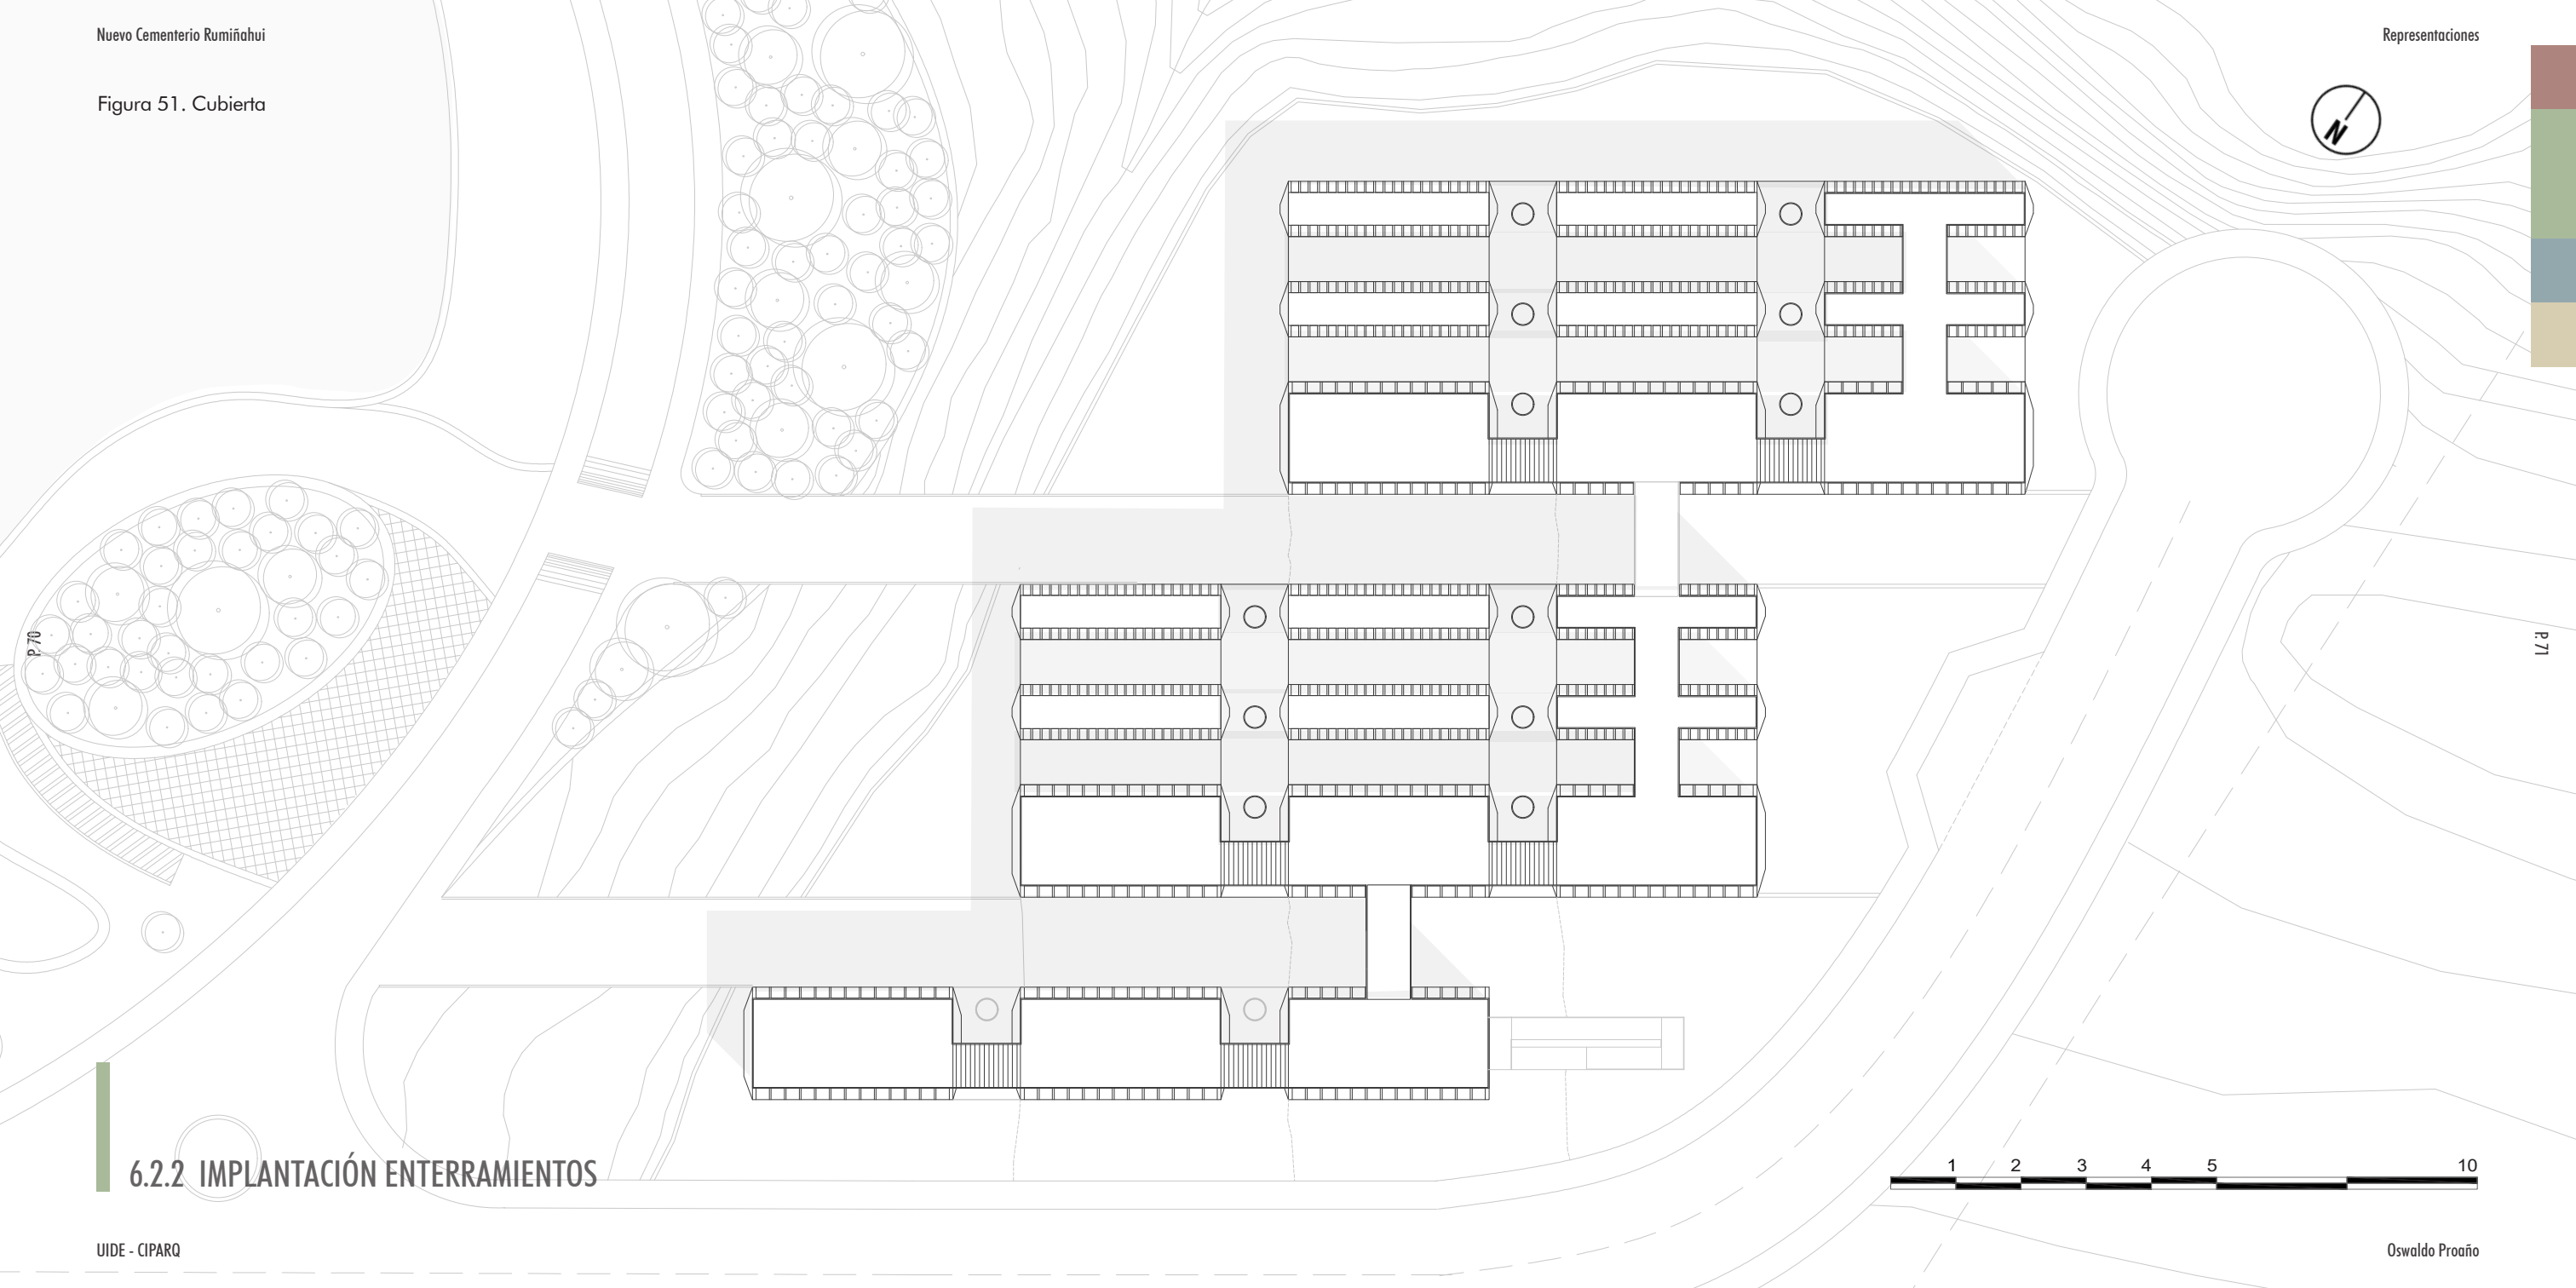 Nuevo Cementerio Rumiñahui
Representaciones
Figura 51. Cubierta
N
P. 70
P. 71
1 2 3 4 5 10
6.2.2 IMPLANTACIÓN ENTERRAMIENTOS
UIDE - CIPARQ
Oswaldo Proaño